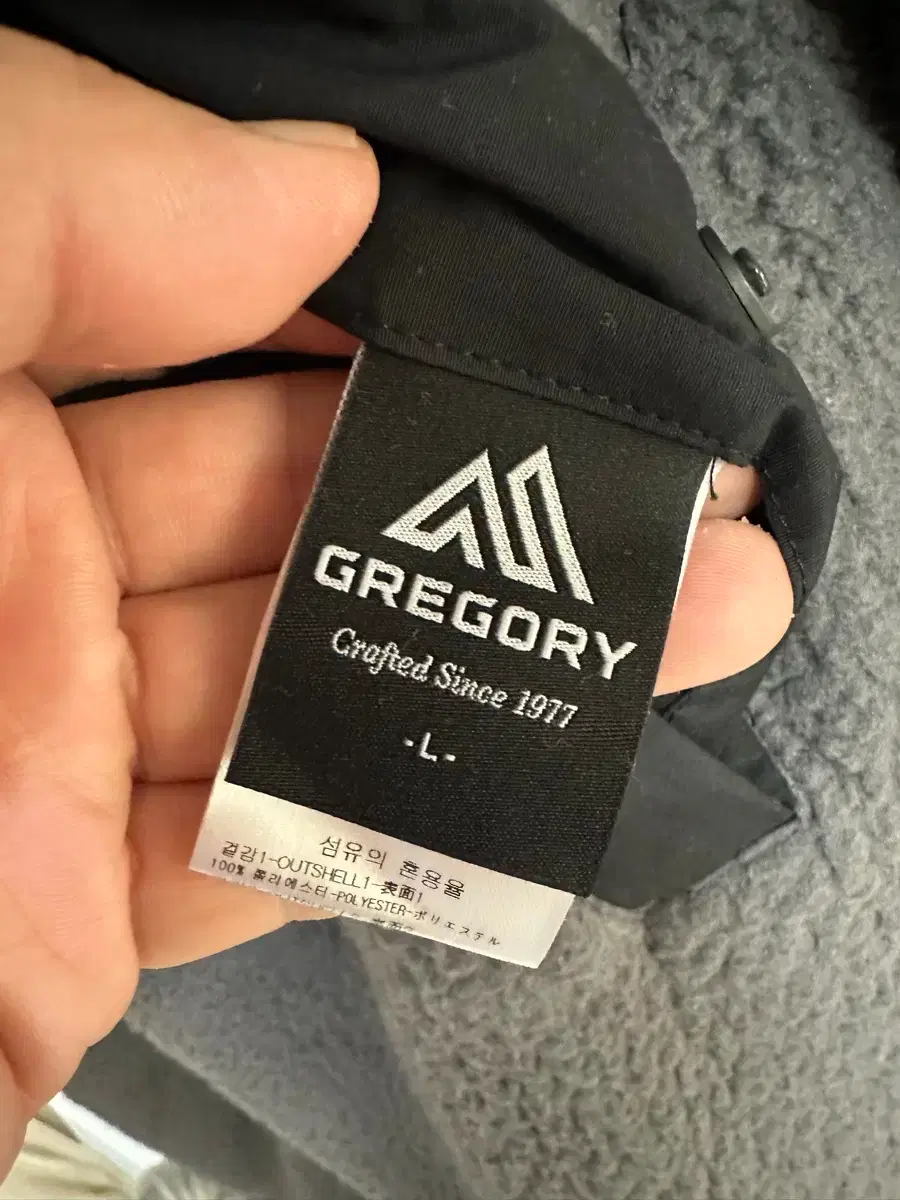 GREGORY
Crafted Since 1977
-L-
섬유의 혼용율
겉감1-OUTSHELL1-表面1
100% 폴리에스터-POLYESTER-ポリエステル